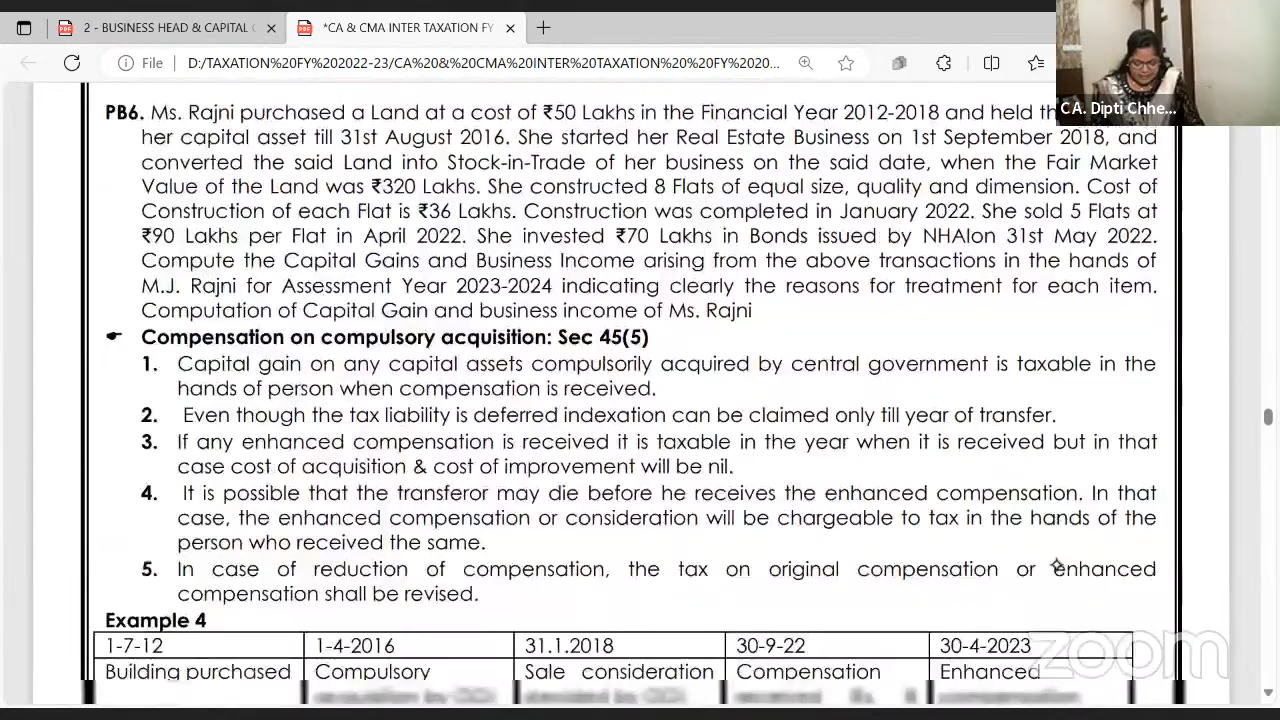 2 - BUSINESS HEAD & CAPITAL
*CA & CMA INTER TAXATION FY
File D:/TAXATION%20FY%202022-23/CA%20&%20CMA%20INTER%20TAXATION%20%20FY%2020...
CA. Dipti Chhe...
PB6. Ms. Rajni purchased a Land at a cost of ₹50 Lakhs in the Financial Year 2012-2018 and held
her capital asset till 31st August 2016. She started her Real Estate Business on 1st September 2018, and
converted the said Land into Stock-in-Trade of her business on the said date, when the Fair Market
Value of the Land was ₹320 Lakhs. She constructed 8 Flats of equal size, quality and dimension. Cost of
Construction of each Flat is ₹36 Lakhs. Construction was completed in January 2022. She sold 5 Flats at
₹90 Lakhs per Flat in April 2022. She invested ₹70 Lakhs in Bonds issued by NHAIon 31st May 2022.
Compute the Capital Gains and Business Income arising from the above transactions in the hands of
M.J. Rajni for Assessment Year 2023-2024 indicating clearly the reasons for treatment for each item.
Computation of Capital Gain and business income of Ms. Rajni
☛ Compensation on compulsory acquisition: Sec 45(5)
1. Capital gain on any capital assets compulsorily acquired by central government is taxable in the
hands of person when compensation is received.
2. Even though the tax liability is deferred indexation can be claimed only till year of transfer.
3. If any enhanced compensation is received it is taxable in the year when it is received but in that
case cost of acquisition & cost of improvement will be nil.
4. It is possible that the transferor may die before he receives the enhanced compensation. In that
case, the enhanced compensation or consideration will be chargeable to tax in the hands of the
person who received the same.
5. In case of reduction of compensation, the tax on original compensation or enhanced
compensation shall be revised.
Example 4
1-7-12 1-4-2016 31.1.2018 30-9-22 30-4-2023
Building purchased Compulsory Sale consideration Compensation Enhanced
zoom